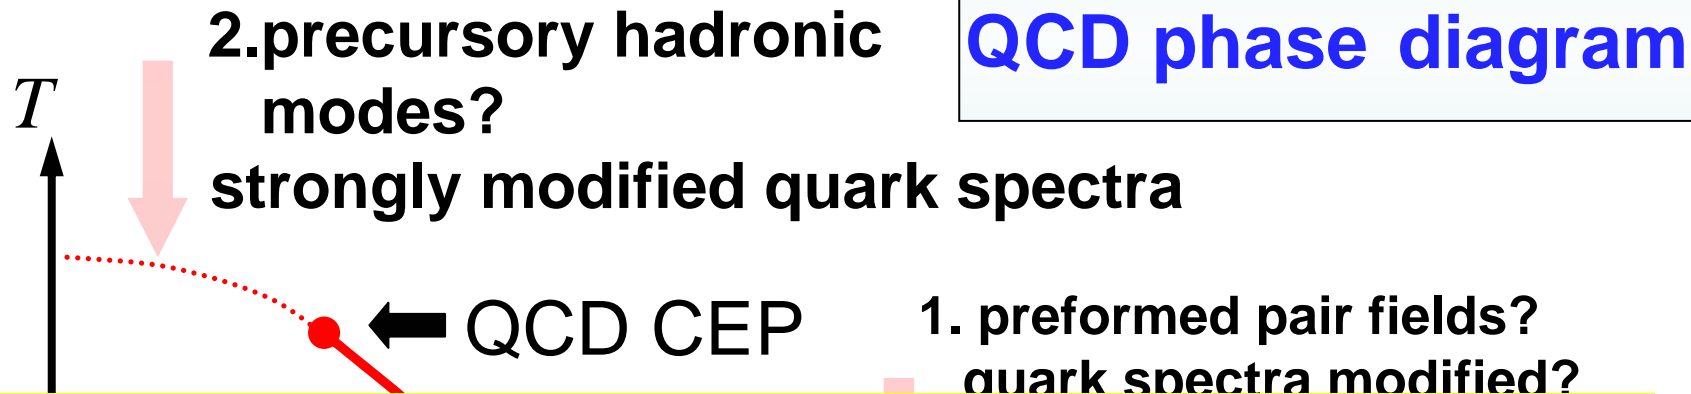 QCD phase diagram
2.precursory hadronic
modes?
strongly modified quark spectra
T
QCD CEP
1. preformed pair fields?
quark spectra modified?